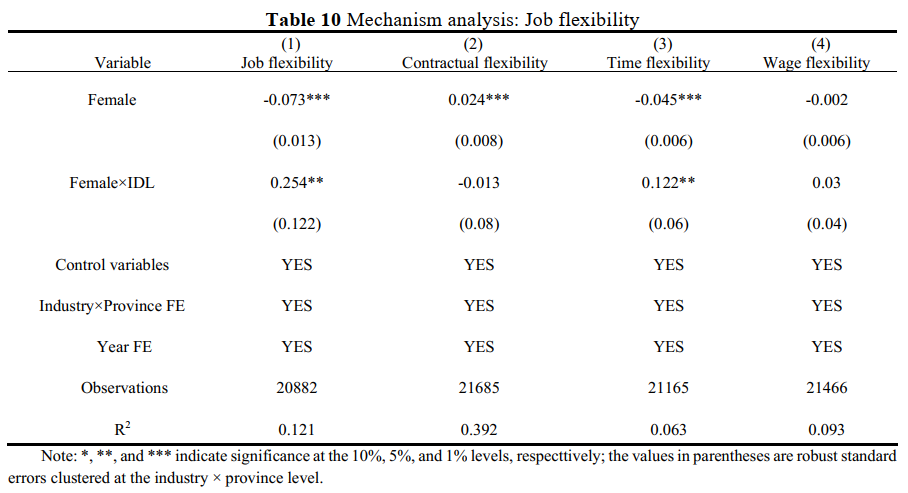 Table 10 Mechanism analysis: Job flexibility
(1) (2) (3) (4)
Variable Job flexibility Contractual flexibility Time flexibility Wage flexibility
Female -0.073*** 0.024*** -0.045*** -0.002
(0.013) (0.008) (0.006) (0.006)
Female×IDL 0.254** -0.013 0.122** 0.03
(0.122) (0.08) (0.06) (0.04)
Control variables YES YES YES YES
Industry×Province FE YES YES YES YES
Year FE YES YES YES YES
Observations 20882 21685 21165 21466
R² 0.121 0.392 0.063 0.093
Note: *, **, and *** indicate significance at the 10%, 5%, and 1% levels, respecttively; the values in parentheses are robust standard
errors clustered at the industry × province level.